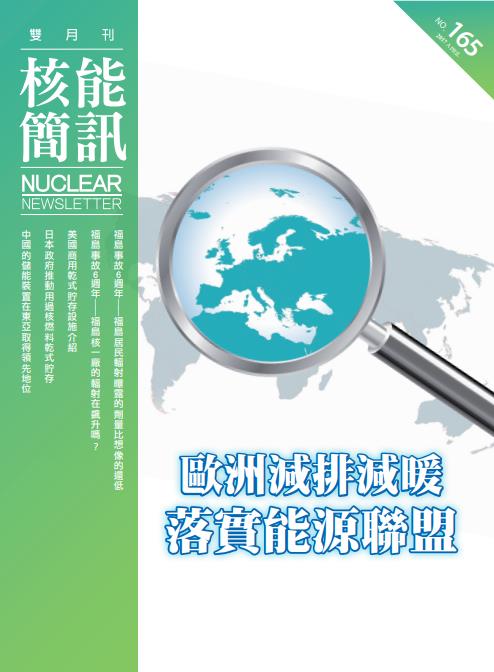 雙月刊
核能
簡訊
NUCLEAR
NEWSLETTER
NO. 165
2017 APRIL
福島事故6週年——福島居民輻射曝露的劑量比想像的還低
福島事故6週年——福島核一廠的輻射在飆升嗎？
美國商用乾式貯存設施介紹
日本政府推動用過核燃料乾式貯存
中國的儲能裝置在東亞取得領先地位
歐洲減排減暖
落實能源聯盟